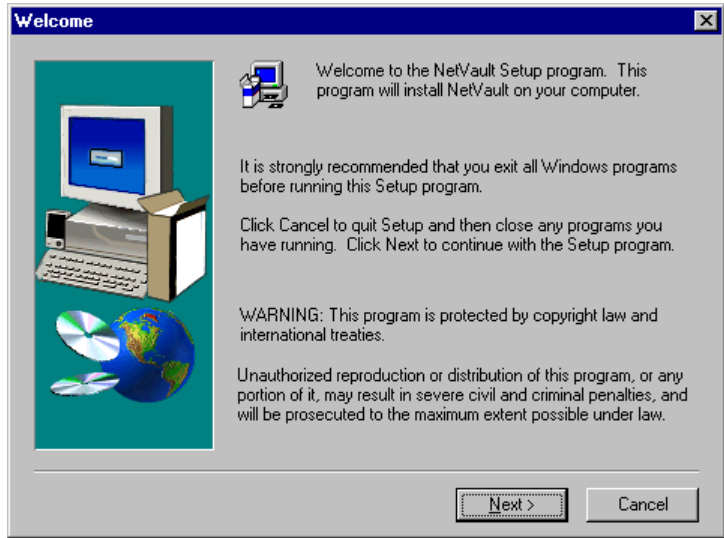 Welcome
Welcome to the NetVault Setup program. This
program will install NetVault on your computer.
It is strongly recommended that you exit all Windows programs
before running this Setup program.
Click Cancel to quit Setup and then close any programs you
have running. Click Next to continue with the Setup program.
WARNING: This program is protected by copyright law and
international treaties.
Unauthorized reproduction or distribution of this program, or any
portion of it, may result in severe civil and criminal penalties, and
will be prosecuted to the maximum extent possible under law.
Next >
Cancel